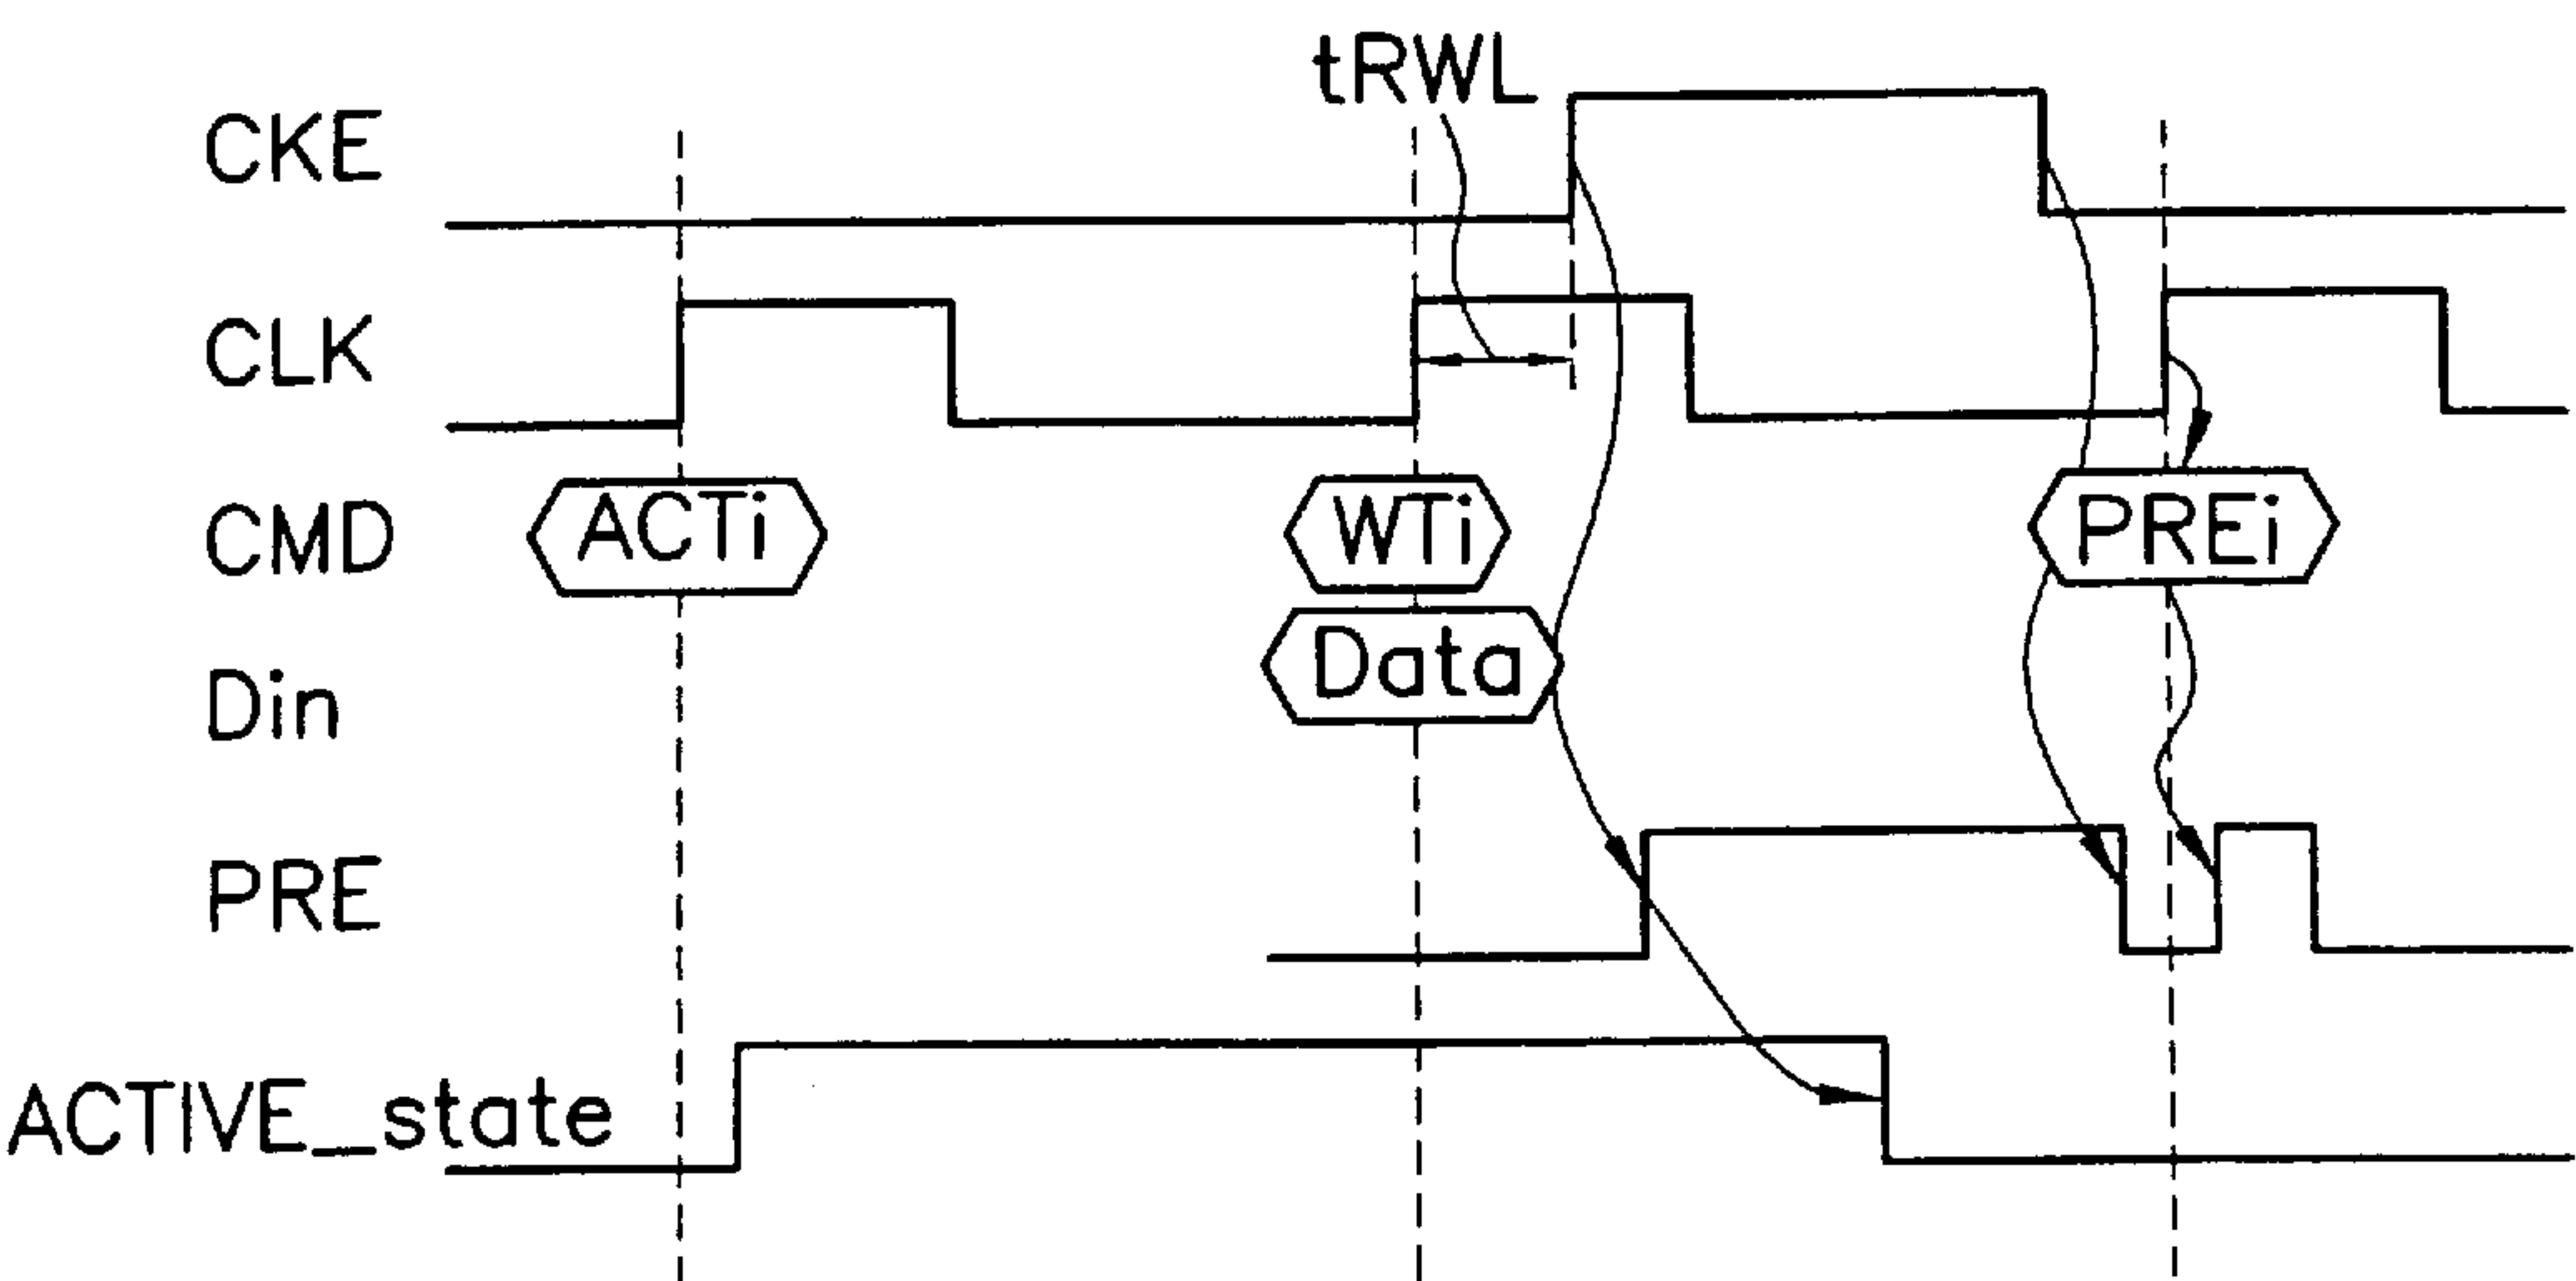 tRWL
CKE
CLK
CMD ACTi WTi PREi
Din Data
PRE
ACTIVE_state